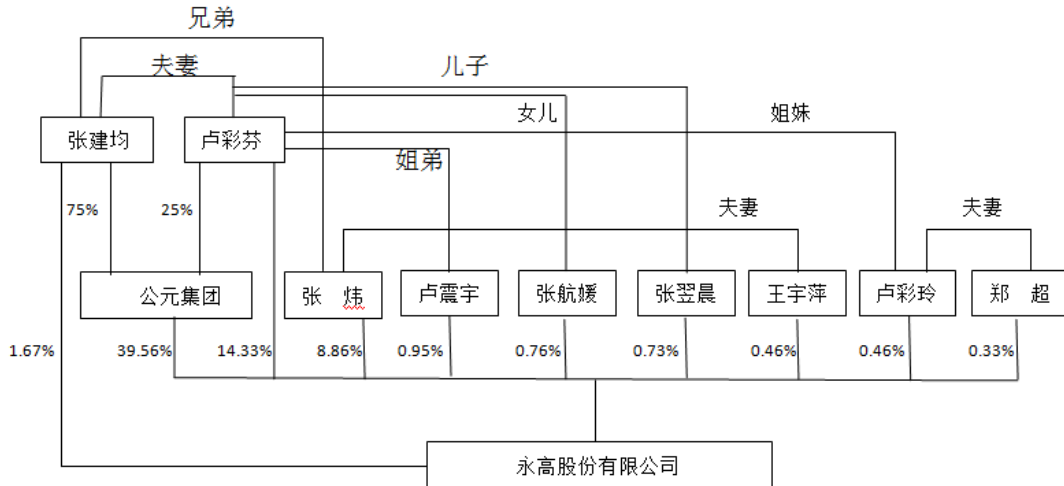 兄弟
夫妻
儿子
女儿
姐妹
张建均
卢彩芬
姐弟
75%
25%
夫妻
夫妻
公元集团
张　炜
卢震宇
张航媛
张翌晨
王宇萍
卢彩玲
郑　超
1.67%
39.56%
14.33%
8.86%
0.95%
0.76%
0.73%
0.46%
0.46%
0.33%
永高股份有限公司